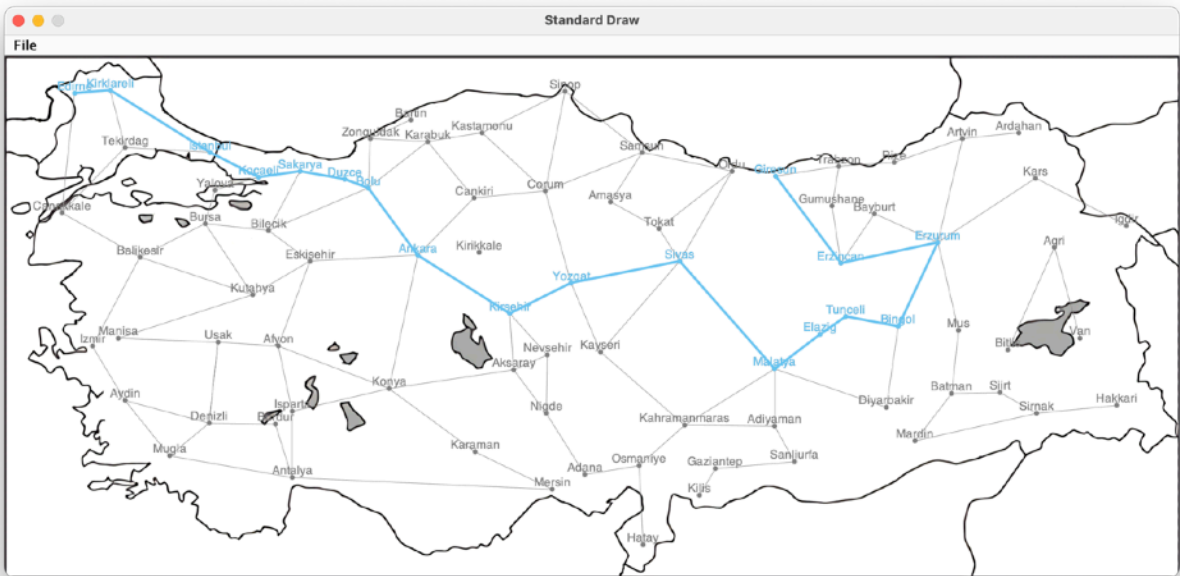 Standard Draw
File
Edirne
Kirklareli
Sinop
Bartin
Zonguldak
Karabuk
Kastamonu
Tekirdag
Istanbul
Samsun
Artvin
Ardahan
Rize
Trabzon
Ordu
Giresun
Kocaeli
Sakarya
Duzce
Bolu
Yalova
Cankiri
Corum
Amasya
Gumushane
Bayburt
Kars
Canakkale
Bursa
Bilecik
Tokat
Igdir
Balikesir
Eskisehir
Ankara
Kirikkale
Sivas
Erzincan
Erzurum
Agri
Kutahya
Yozgat
Kirsehir
Tunceli
Bingol
Elazig
Mus
Izmir
Manisa
Usak
Afyon
Nevsehir
Kayseri
Aksaray
Malatya
Van
Konya
Aydin
Denizli
Isparta
Burdur
Nigde
Kahramanmaras
Adiyaman
Diyarbakir
Batman
Siirt
Sirnak
Hakkari
Mardin
Mugla
Antalya
Karaman
Mersin
Adana
Osmaniye
Gaziantep
Sanliurfa
Kilis
Hatay